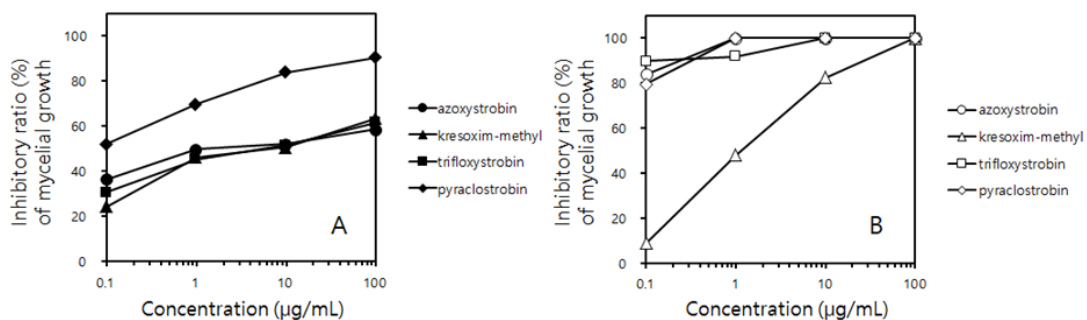 Inhibitory ratio (%)
of mycelial growth
100
80
60
40
20
0
0.1
1
10
100
Concentration (μg/mL)
A
azoxystrobin
kresoxim-methyl
trifloxystrobin
pyraclostrobin
Inhibitory ratio (%)
of mycelial growth
100
80
60
40
20
0
0.1
1
10
100
Concentration (μg/mL)
B
azoxystrobin
kresoxim-methyl
trifloxystrobin
pyraclostrobin